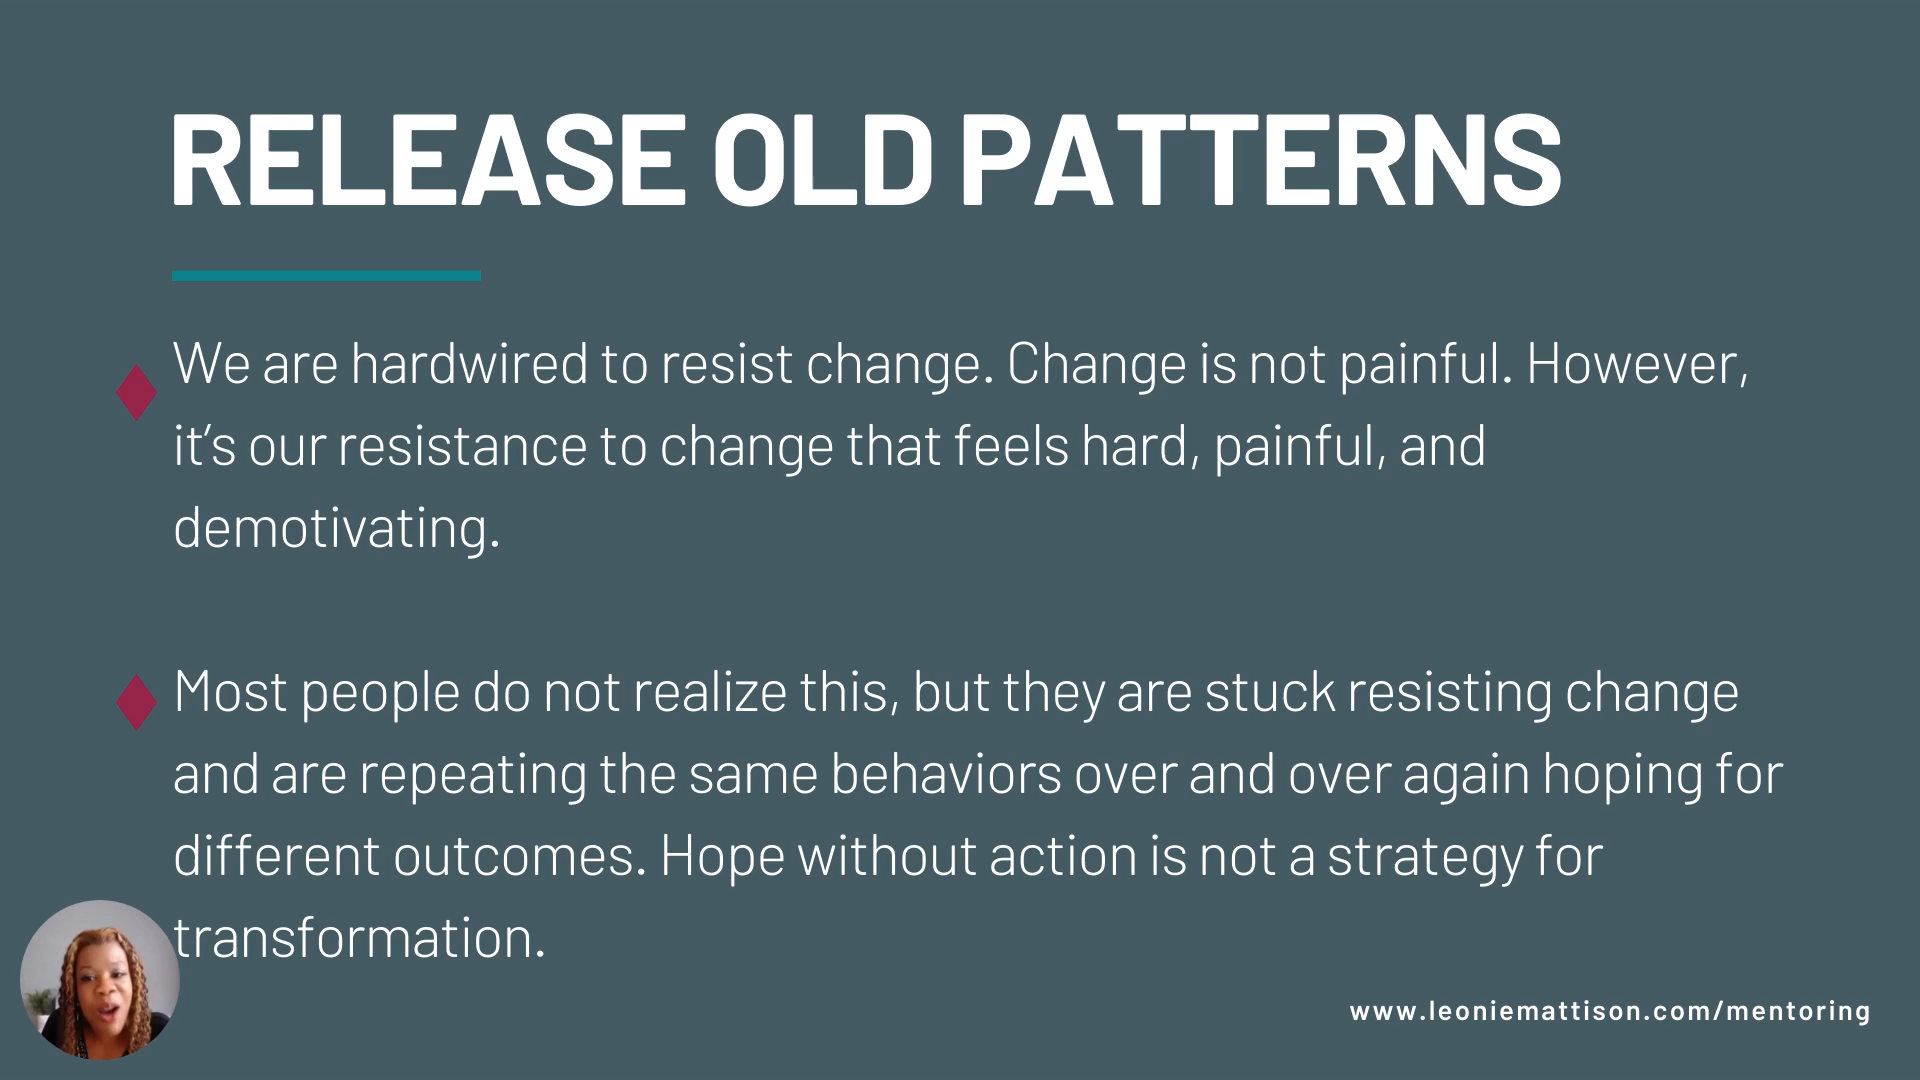 RELEASE OLD PATTERNS
We are hardwired to resist change. Change is not painful. However,
it’s our resistance to change that feels hard, painful, and
demotivating.
Most people do not realize this, but they are stuck resisting change
and are repeating the same behaviors over and over again hoping for
different outcomes. Hope without action is not a strategy for
transformation.
www.leoniemattison.com/mentoring